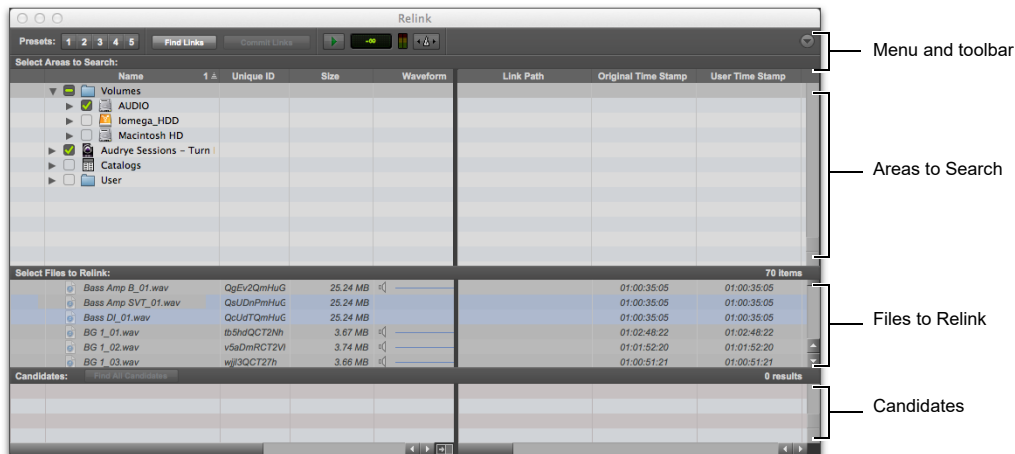 Relink
Presets: 1 2 3 4 5 Find Links Commit Links -∞
Menu and toolbar
Select Areas to Search:
Name 1 Unique ID Size Waveform Link Path Original Time Stamp User Time Stamp
Volumes
AUDIO
Iomega_HDD
Macintosh HD
Audrye Sessions – Turn
Catalogs
User
Areas to Search
Select Files to Relink: 70 Items
Bass Amp B_01.wav QgEv2QmHuG 25.24 MB 01:00:35:05 01:00:35:05
Bass Amp SVT_01.wav QsUDnPmHuG 25.24 MB 01:00:35:05 01:00:35:05
Bass DI_01.wav QcUdTQmHuG 25.24 MB 01:00:35:05 01:00:35:05
BG 1_01.wav tb5hdQCT2Nh 3.67 MB 01:02:48:22 01:02:48:22
BG 1_02.wav v5aDmRCT2VI 3.74 MB 01:01:52:20 01:01:52:20
BG 1_03.wav wjjl3QCT27h 3.66 MB 01:00:51:21 01:00:51:21
Files to Relink
Candidates: Find All Candidates 0 results
Candidates